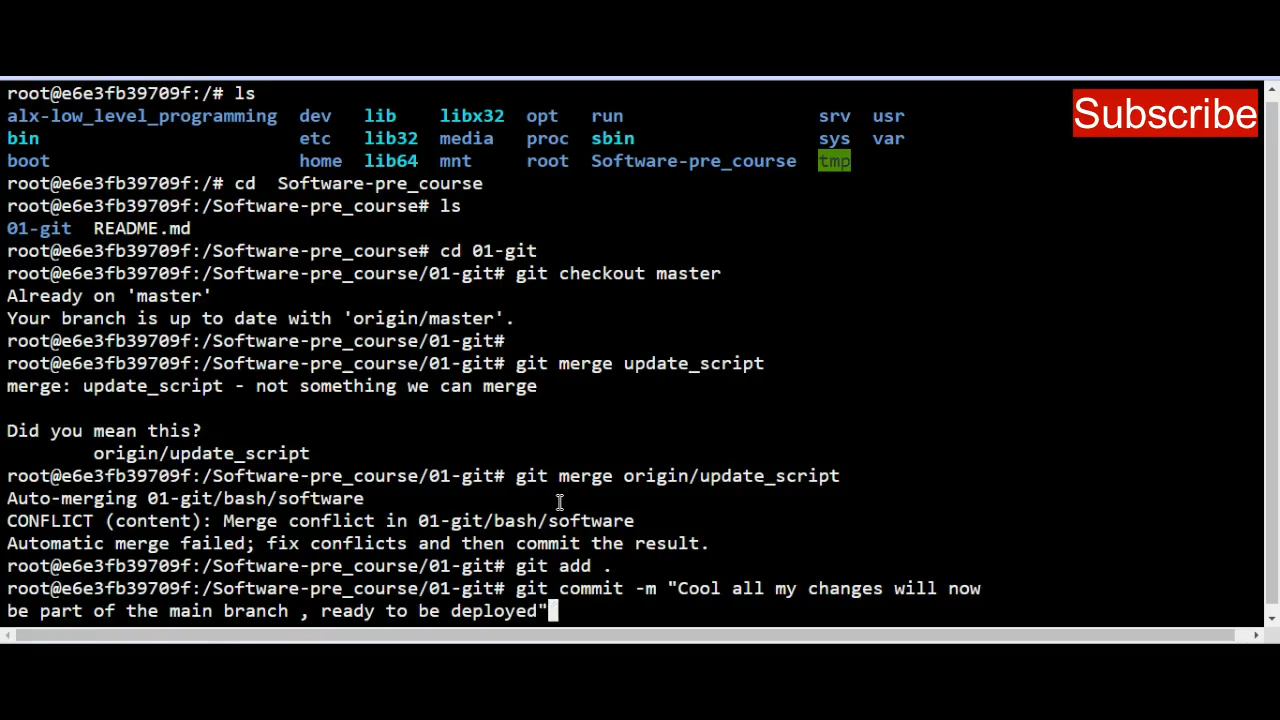 root@e6e3fb39709f:/# ls
Subscribe
alx-low_level_programming  dev  lib  libx32  opt  run  srv  usr
bin  etc  lib32  media  proc  sbin  sys  var
boot  home  lib64  mnt  root  Software-pre_course  tmp
root@e6e3fb39709f:/# cd  Software-pre_course
root@e6e3fb39709f:/Software-pre_course# ls
01-git  README.md
root@e6e3fb39709f:/Software-pre_course# cd 01-git
root@e6e3fb39709f:/Software-pre_course/01-git# git checkout master
Already on 'master'
Your branch is up to date with 'origin/master'.
root@e6e3fb39709f:/Software-pre_course/01-git#
root@e6e3fb39709f:/Software-pre_course/01-git# git merge update_script
merge: update_script - not something we can merge
Did you mean this?
origin/update_script
root@e6e3fb39709f:/Software-pre_course/01-git# git merge origin/update_script
Auto-merging 01-git/bash/software
CONFLICT (content): Merge conflict in 01-git/bash/software
Automatic merge failed; fix conflicts and then commit the result.
root@e6e3fb39709f:/Software-pre_course/01-git# git add .
root@e6e3fb39709f:/Software-pre_course/01-git# git commit -m "Cool all my changes will now
be part of the main branch , ready to be deployed"